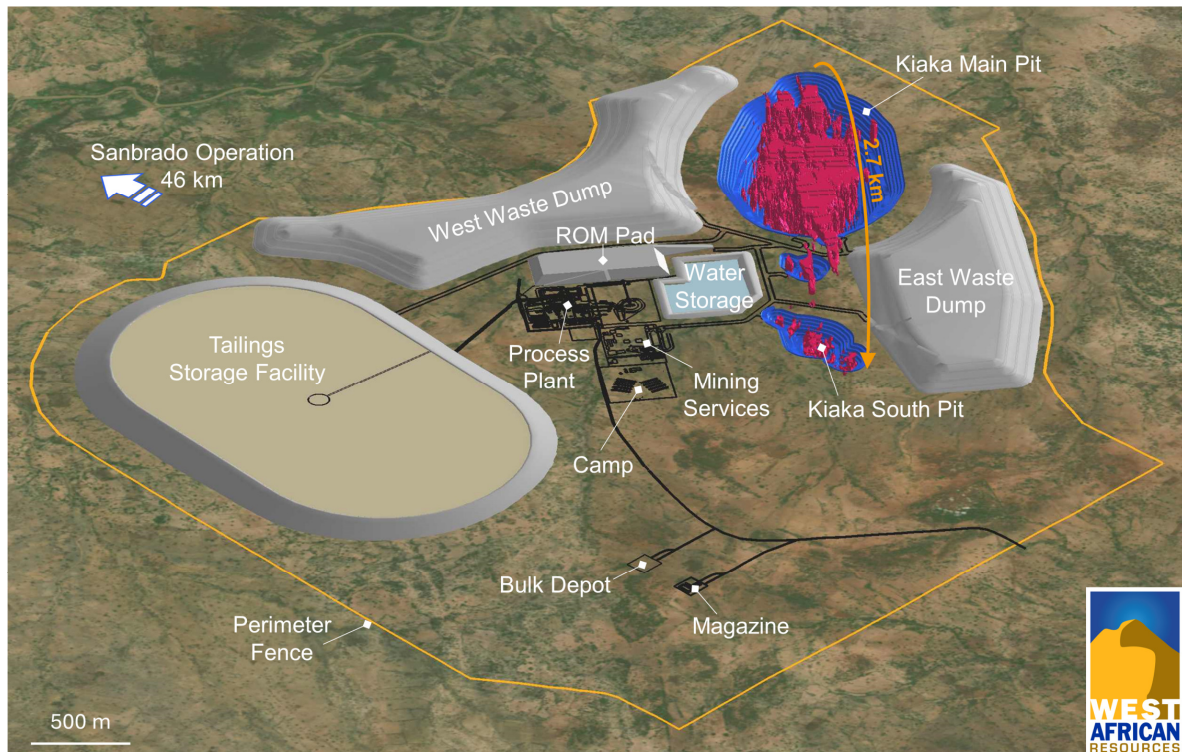 Kiaka Main Pit
Sanbrado Operation
46 km
2.7 km
West Waste Dump
ROM Pad
Water
Storage
East Waste
Dump
Tailings
Storage Facility
Process
Plant
Mining
Services
Kiaka South Pit
Camp
Bulk Depot
Magazine
Perimeter
Fence
500 m
WEST
AFRICAN
RESOURCES